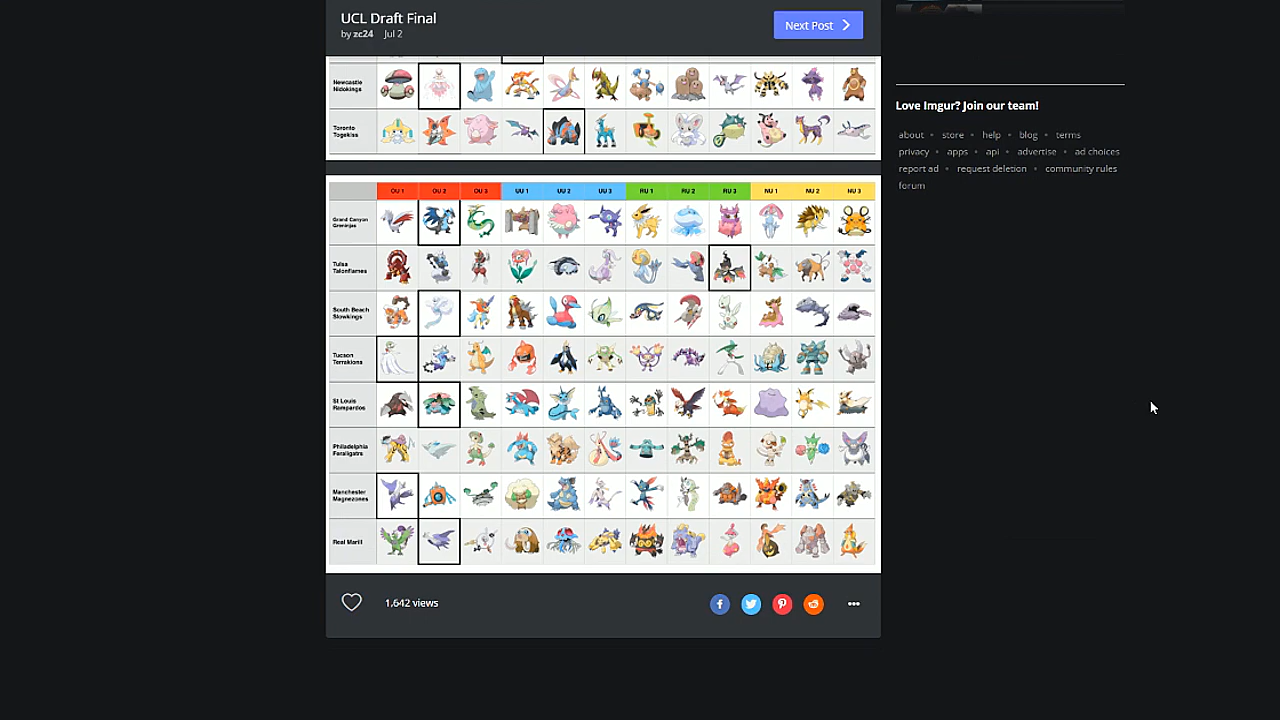 UCL Draft Final
by zc24 Jul 2
Next Post
Newcastle
Nidokings
Toronto
Togekiss
OU 1 OU 2 OU 3 UU 1 UU 2 UU 3 RU 1 RU 2 RU 3 NU 1 NU 2 NU 3
Grand Canyon
Greninjas
Tulsa
Talonflames
South Beach
Slowkings
Tucson
Terrakions
St Louis
Rampardos
Philadelphia
Feraligatrs
Manchester
Magnezones
Real Marill
1,642 views
Love Imgur? Join our team!
about • store • help • blog • terms
privacy • apps • api • advertise • ad choices
report ad • request deletion • community rules
forum